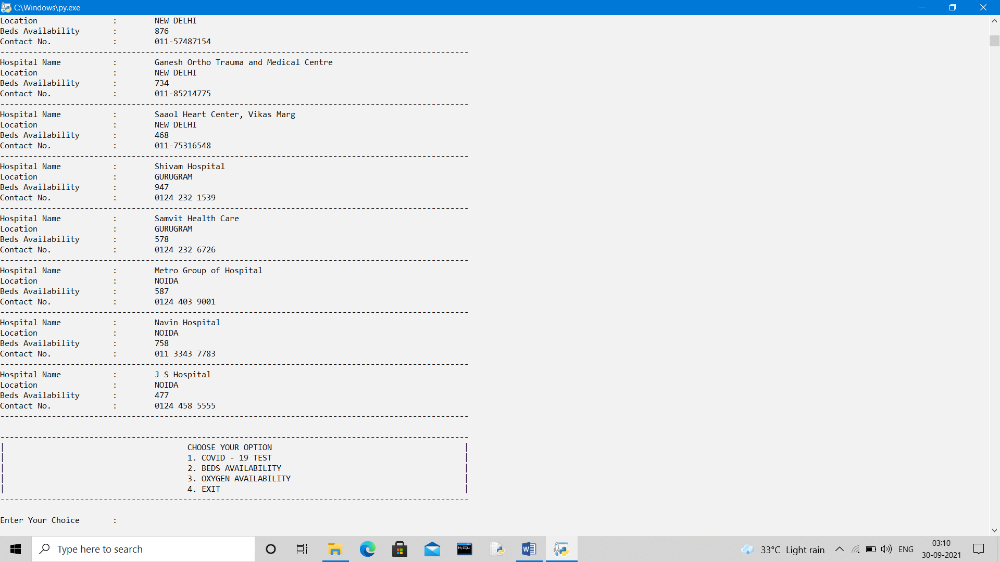 C:\Windows\py.exe
Location : NEW DELHI
Beds Availability : 876
Contact No. : 011-57487154
----------------------------------------------------------------------------------------------------
Hospital Name : Ganesh Ortho Trauma and Medical Centre
Location : NEW DELHI
Beds Availability : 734
Contact No. : 011-85214775
----------------------------------------------------------------------------------------------------
Hospital Name : Saaol Heart Center, Vikas Marg
Location : NEW DELHI
Beds Availability : 468
Contact No. : 011-75316548
----------------------------------------------------------------------------------------------------
Hospital Name : Shivam Hospital
Location : GURUGRAM
Beds Availability : 947
Contact No. : 0124 232 1539
----------------------------------------------------------------------------------------------------
Hospital Name : Samvit Health Care
Location : GURUGRAM
Beds Availability : 578
Contact No. : 0124 232 6726
----------------------------------------------------------------------------------------------------
Hospital Name : Metro Group of Hospital
Location : NOIDA
Beds Availability : 587
Contact No. : 0124 403 9001
----------------------------------------------------------------------------------------------------
Hospital Name : Navin Hospital
Location : NOIDA
Beds Availability : 758
Contact No. : 011 3343 7783
----------------------------------------------------------------------------------------------------
Hospital Name : J S Hospital
Location : NOIDA
Beds Availability : 477
Contact No. : 0124 458 5555
----------------------------------------------------------------------------------------------------
----------------------------------------------------------------------------------------------------
| CHOOSE YOUR OPTION |
| 1. COVID - 19 TEST |
| 2. BEDS AVAILABILITY |
| 3. OXYGEN AVAILABILITY |
| 4. EXIT |
----------------------------------------------------------------------------------------------------
Enter Your Choice :
Type here to search
MySQL
W
33°C Light rain
ENG
03:10
30-09-2021